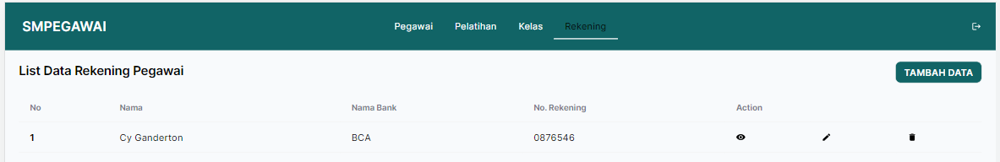 SMPEGAWAI Pegawai Pelatihan Kelas Rekening
List Data Rekening Pegawai TAMBAH DATA
No Nama Nama Bank No. Rekening Action
1 Cy Ganderton BCA 0876546